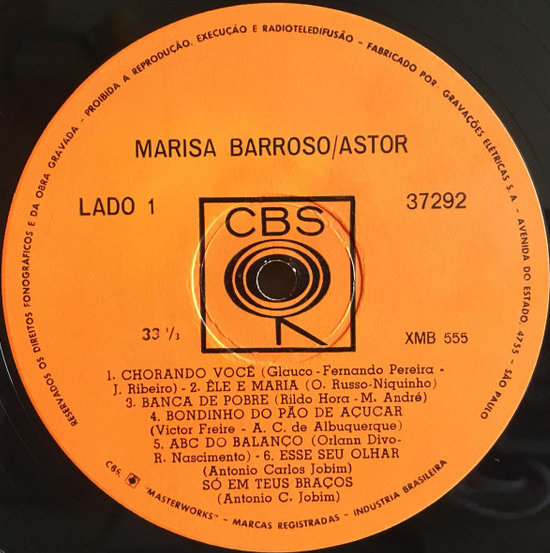 RESERVADOS OS DIREITOS FONOGRÁFICOS E DA OBRA GRAVADA - PROIBIDA A REPRODUÇÃO, EXECUÇÃO E RADIOTELEDIFUSÃO - FABRICADO POR GRAVAÇÕES ELÉTRICAS S A - AVENIDA DO ESTADO, 4755 - SÃO PAULO
MARISA BARROSO/ASTOR
LADO 1
37292
CBS
33 1/3
XMB 555
1. CHORANDO VOCÊ (Glauco - Fernando Pereira -
J. Ribeiro) - 2. ÊLE E MARIA (O. Russo-Niquinho)
3. BANCA DE POBRE (Rildo Hora - M. André)
4. BONDINHO DO PÃO DE AÇUCAR
(Victor Freire - A. C. de Albuquerque)
5. ABC DO BALANÇO (Orlann Divo-
R. Nascimento) - 6. ESSE SEU OLHAR
(Antonio Carlos Jobim)
SÓ EM TEUS BRAÇOS
(Antonio C. Jobim)
CBS, "MASTERWORKS" - MARCAS REGISTRADAS - INDUSTRIA BRASILEIRA